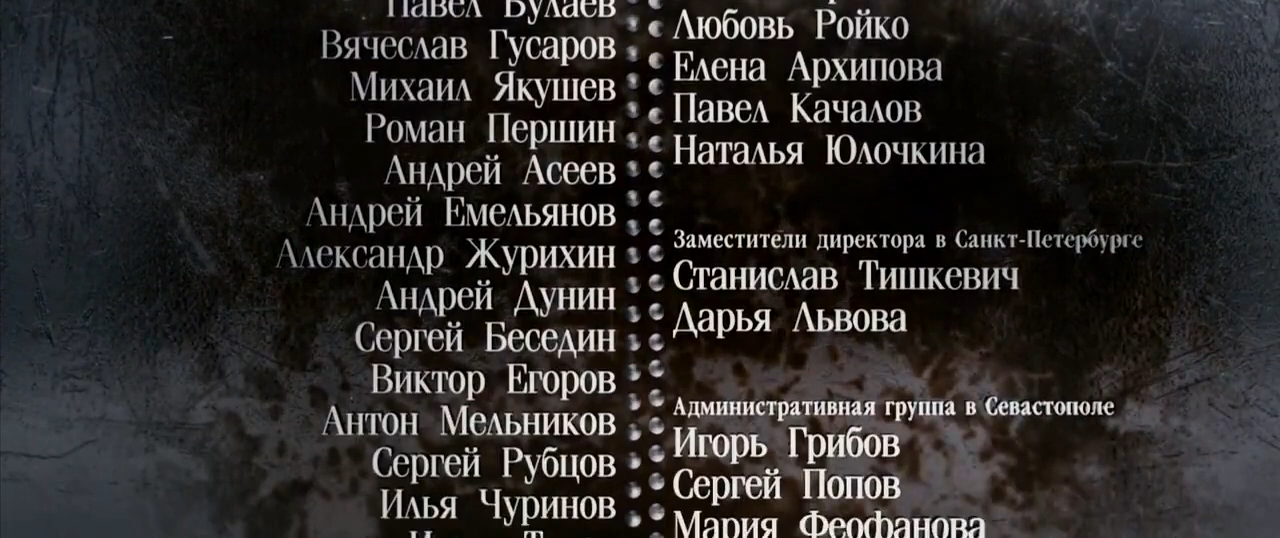 Павел Булаев
Вячеслав Гусаров
Михаил Якушев
Роман Першин
Андрей Асеев
Андрей Емельянов
Александр Журихин
Андрей Дунин
Сергей Беседин
Виктор Егоров
Антон Мельников
Сергей Рубцов
Илья Чуринов
Любовь Ройко
Елена Архипова
Павел Качалов
Наталья Юлочкина
Заместители директора в Санкт-Петербурге
Станислав Тишкевич
Дарья Львова
Административная группа в Севастополе
Игорь Грибов
Сергей Попов
Мария Феофанова